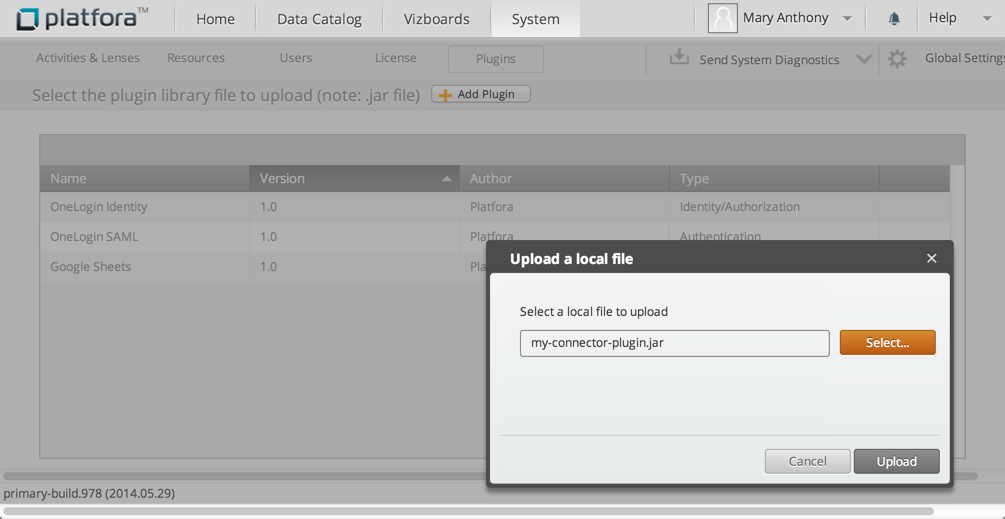 platfora™ Home Data Catalog Vizboards System Mary Anthony Help
Activities & Lenses Resources Users License Plugins Send System Diagnostics Global Settings
Select the plugin library file to upload (note: .jar file) Add Plugin
Name Version Author Type
OneLogin Identity 1.0 Platfora Identity/Authorization
OneLogin SAML 1.0 Platfora Authentication
Google Sheets 1.0 Pla
Upload a local file
Select a local file to upload
my-connector-plugin.jar Select...
Cancel Upload
primary-build.978 (2014.05.29)